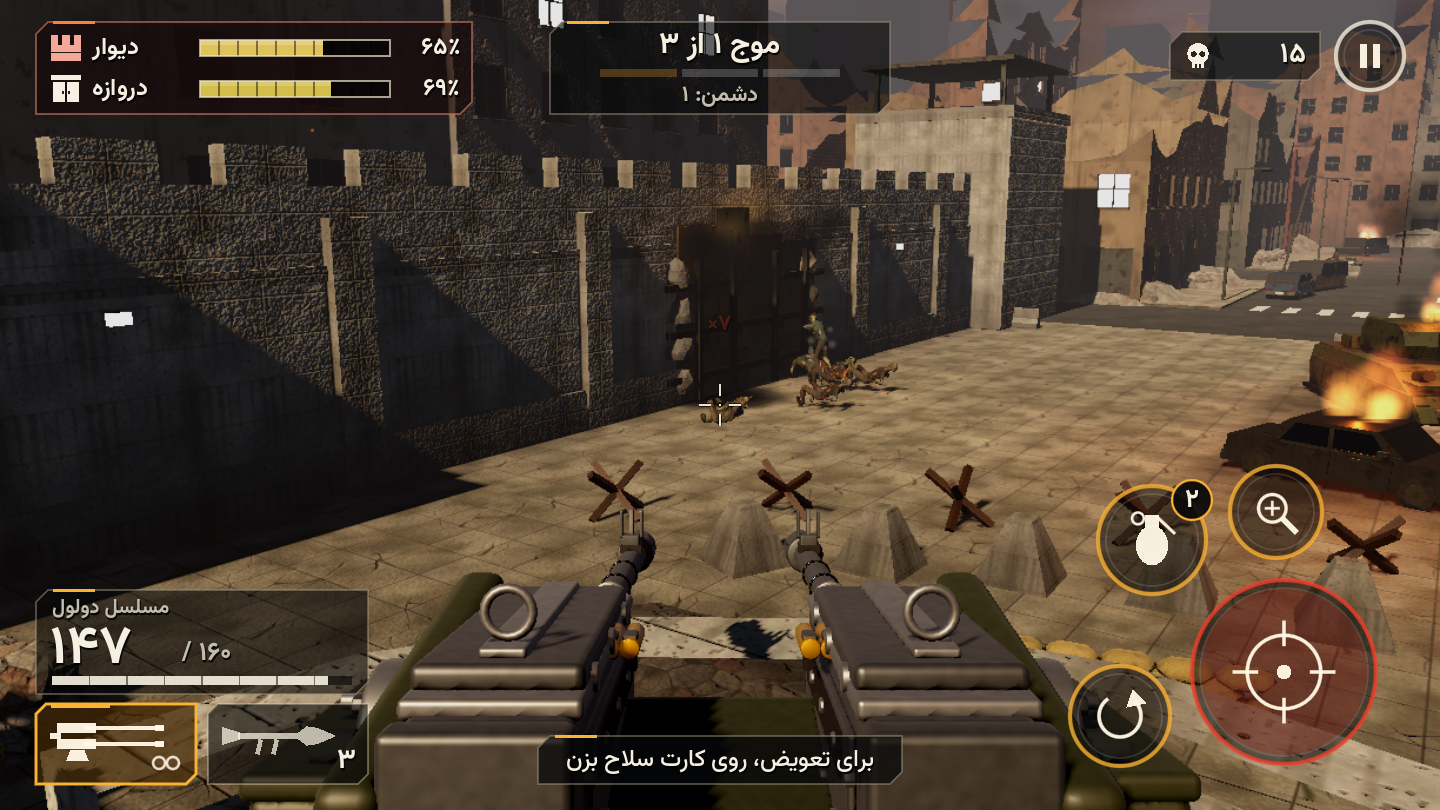 دیوار ۶۵٪
دروازه ۶۹٪
موج ۱ از ۳
دشمن: ۱
۱۵
×۷
۲
مسلسل دولول
۱۴۷ / ۱۶۰
∞
۳
برای تعویض، روی کارت سلاح بزن